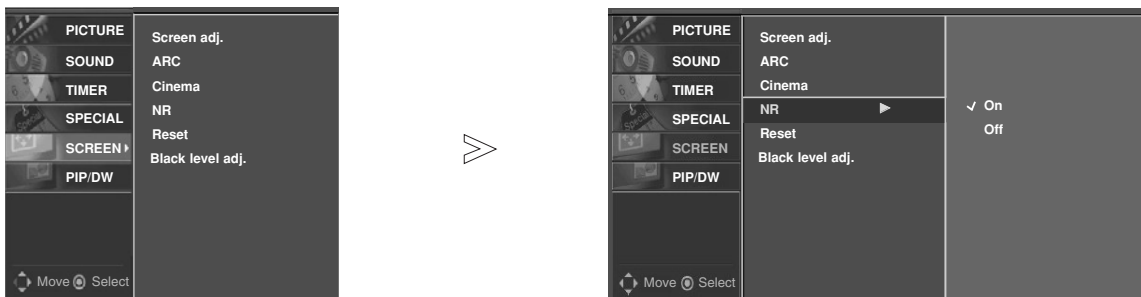 PICTURE
SOUND
TIMER
SPECIAL
SCREEN
PIP/DW
Move Select
Screen adj.
ARC
Cinema
NR
Reset
Black level adj.
PICTURE
SOUND
TIMER
SPECIAL
SCREEN
PIP/DW
Move Select
Screen adj.
ARC
Cinema
NR
Reset
Black level adj.
On
Off